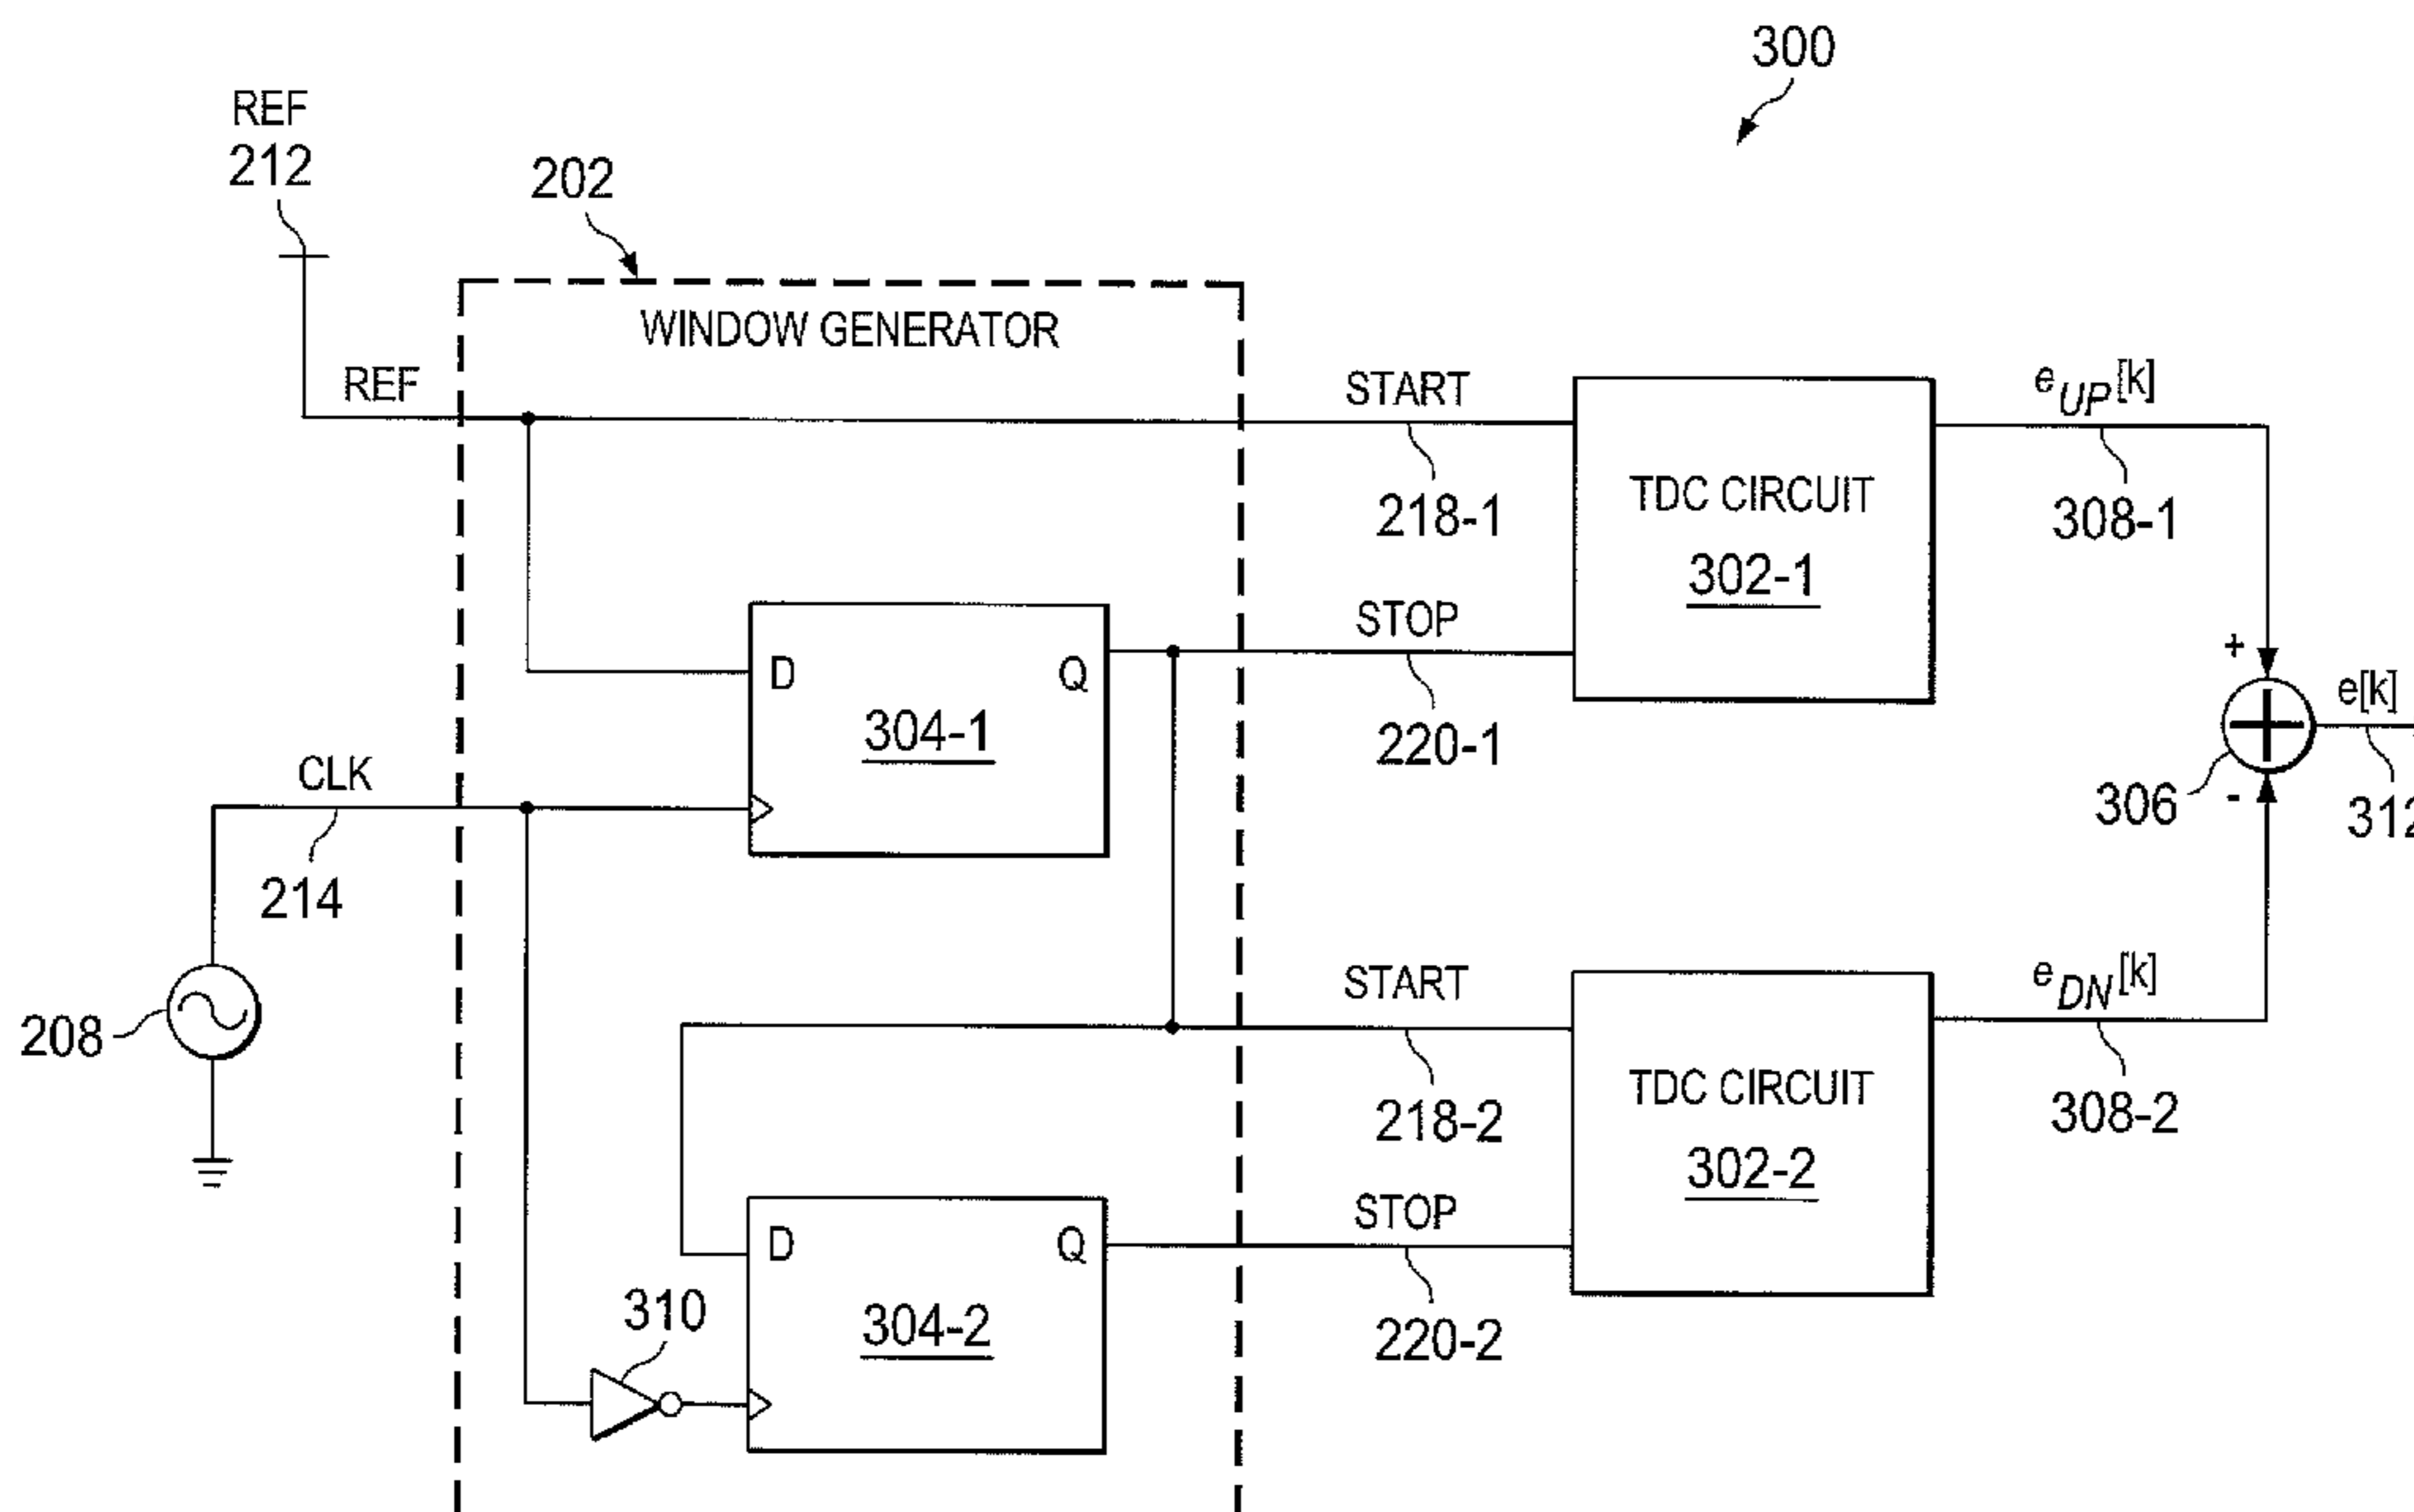 300
REF
212
202
WINDOW GENERATOR
REF
START
218-1
e_UP[k]
308-1
TDC CIRCUIT
302-1
D
Q
304-1
STOP
220-1
+
e[k]
306
-
CLK
214
208
START
218-2
e_DN[k]
308-2
TDC CIRCUIT
302-2
D
Q
304-2
STOP
220-2
310